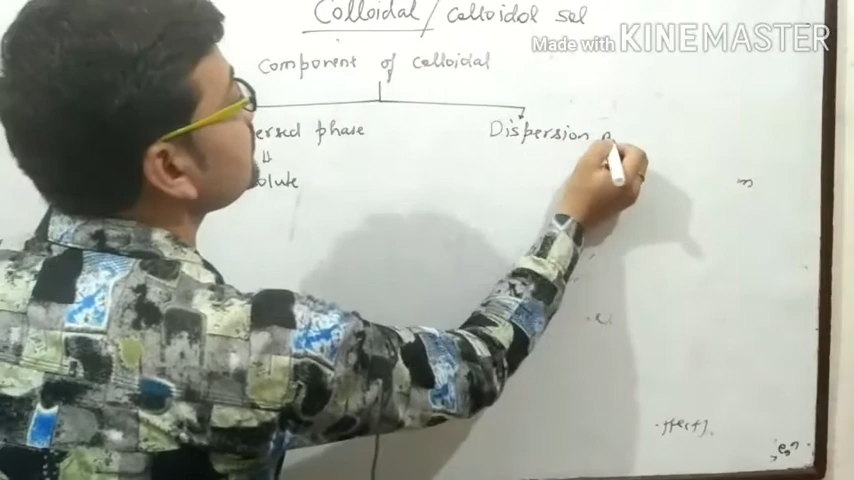 Colloidal / Colloidal sol
Made with KINEMASTER
Component of Colloidal
ersed phase
Dispersion
olute